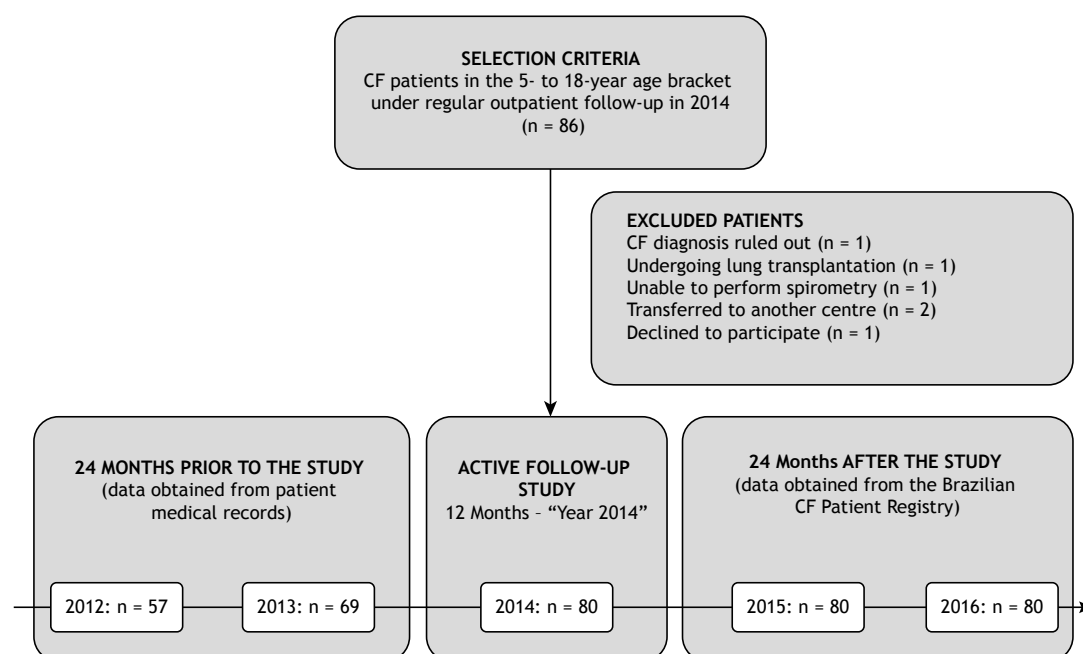 SELECTION CRITERIA
CF patients in the 5- to 18-year age bracket
under regular outpatient follow-up in 2014
(n = 86)
EXCLUDED PATIENTS
CF diagnosis ruled out (n = 1)
Undergoing lung transplantation (n = 1)
Unable to perform spirometry (n = 1)
Transferred to another centre (n = 2)
Declined to participate (n = 1)
24 MONTHS PRIOR TO THE STUDY
(data obtained from patient
medical records)
2012: n = 57
2013: n = 69
ACTIVE FOLLOW-UP
STUDY
12 Months – “Year 2014”
2014: n = 80
24 Months AFTER THE STUDY
(data obtained from the Brazilian
CF Patient Registry)
2015: n = 80
2016: n = 80